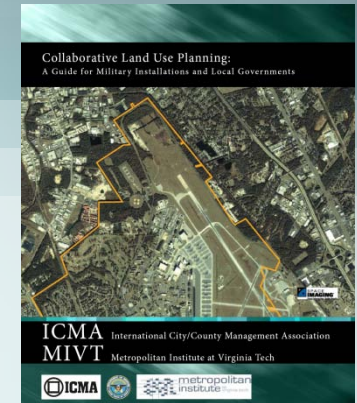 Collaborative Land Use Planning:
A Guide for Military Installations and Local Governments
SPACE
IMAGING
ICMA International City/County Management Association
MIVT Metropolitan Institute at Virginia Tech
ICMA
metropolitan
institute